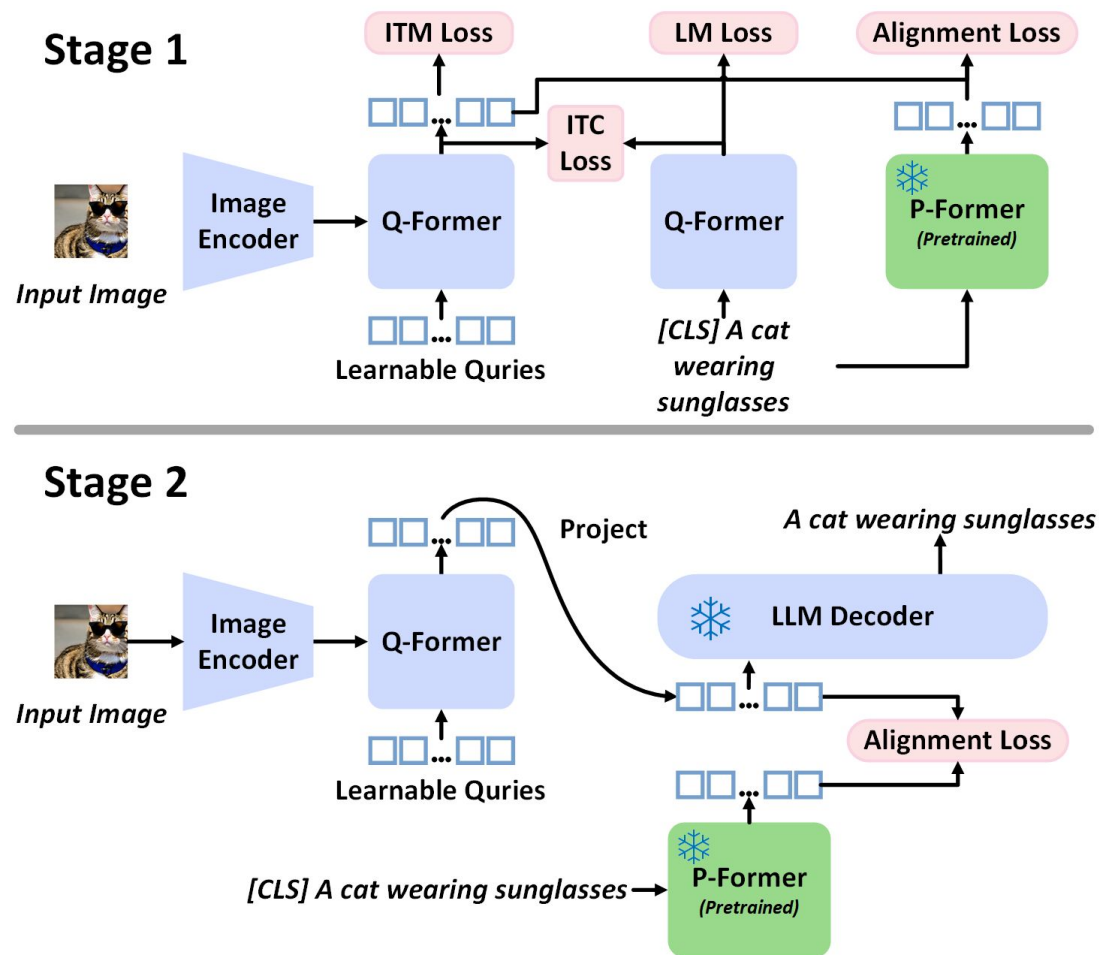 Stage 1
ITM Loss
LM Loss
Alignment Loss
...
...
ITC
Loss
Image
Encoder
Q-Former
Q-Former
P-Former
(Pretrained)
Input Image
...
Learnable Quries
[CLS] A cat
wearing
sunglasses
Stage 2
...
Project
A cat wearing sunglasses
Image
Encoder
Q-Former
LLM Decoder
Input Image
...
Alignment Loss
...
Learnable Quries
...
[CLS] A cat wearing sunglasses
P-Former
(Pretrained)